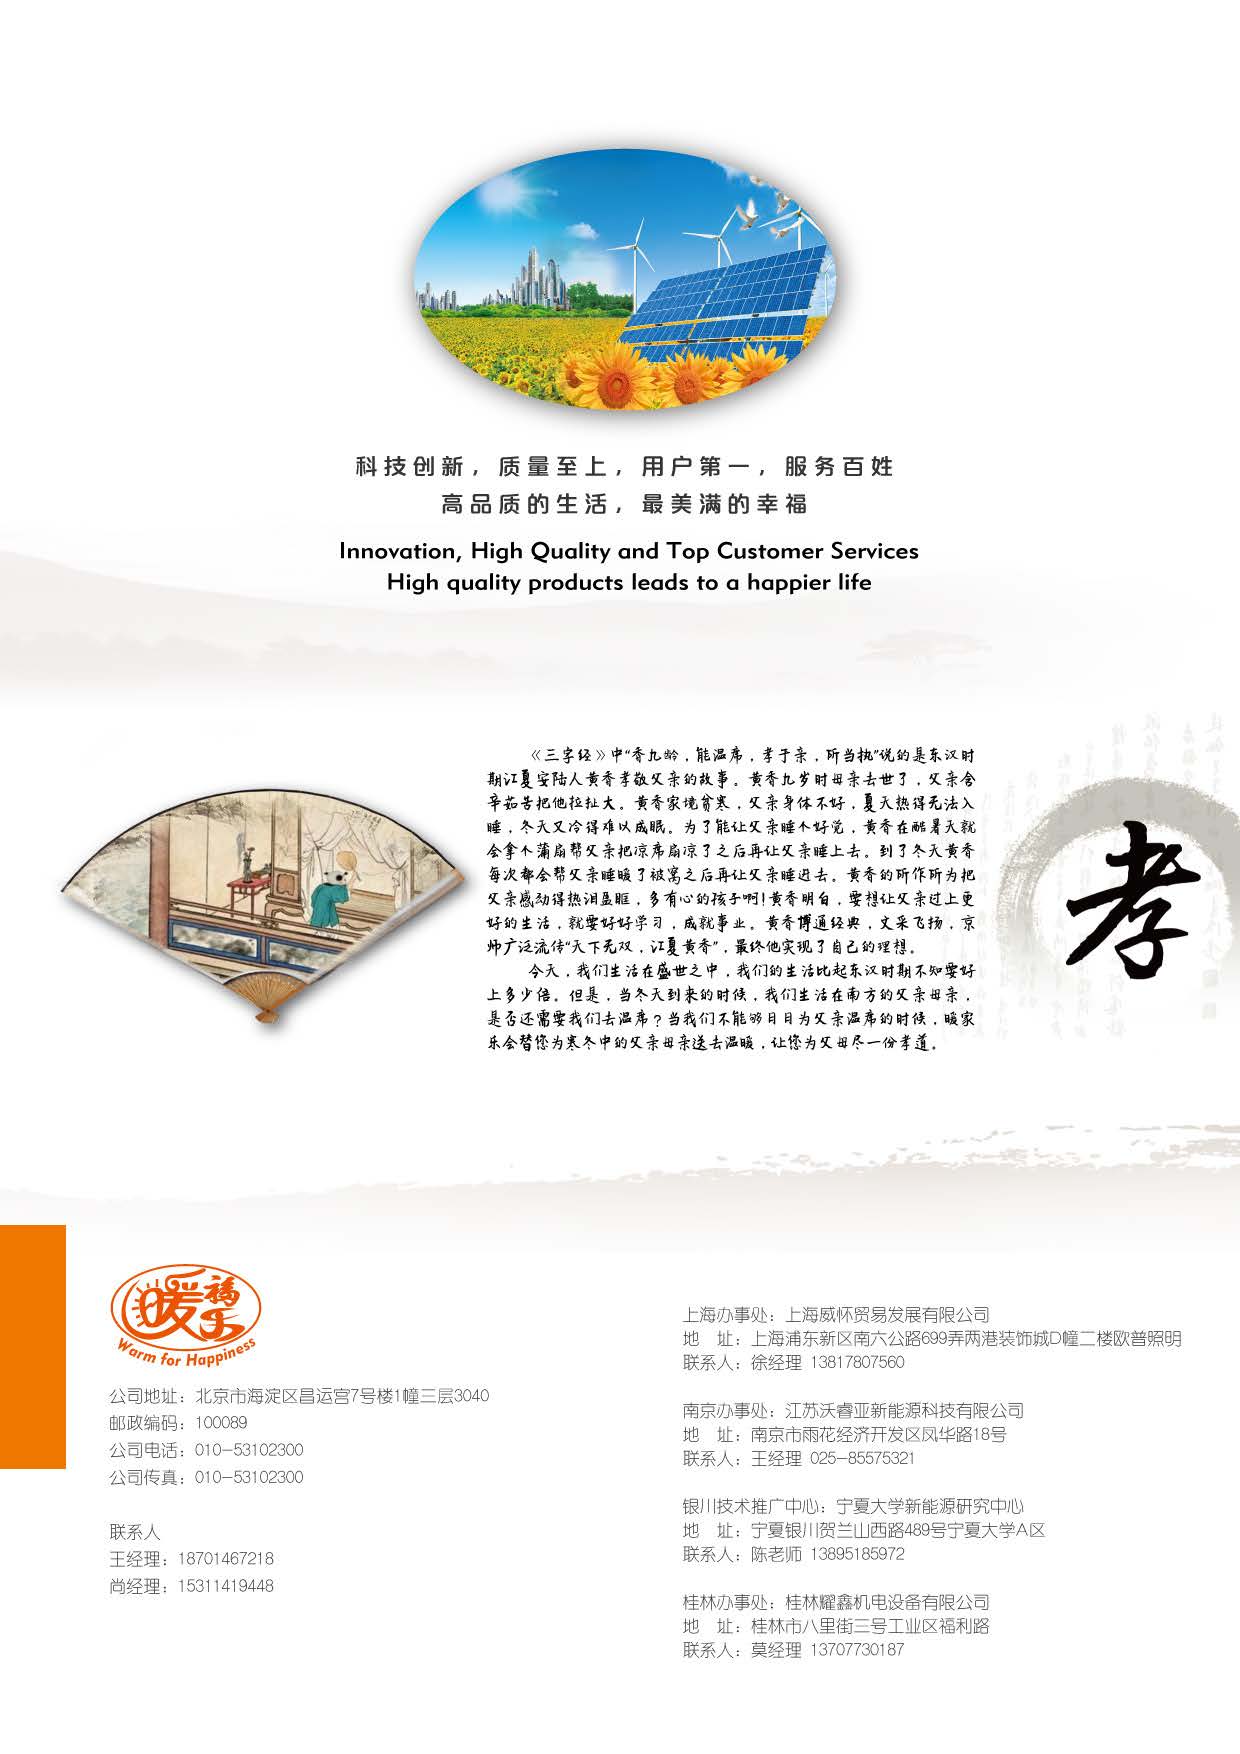 科技创新，质量至上，用户第一，服务百姓
高品质的生活，最美满的幸福
Innovation, High Quality and Top Customer Services
High quality products leads to a happier life
《三字经》中“香九龄，能温席，孝于亲，所当执”说的是东汉时
期江夏安陆人黄香孝敬父亲的故事。黄香九岁时母亲去世了，父亲含
辛茹苦把他拉扯大。黄香家境贫寒，父亲身体不好，夏天热得无法入
睡，冬天又冷得难以成眠。为了能让父亲睡个好觉，黄香在酷暑天就
会拿个蒲扇帮父亲把凉席扇凉了之后再让父亲睡上去。到了冬天黄香
每次都会帮父亲睡暖了被窝之后再让父亲睡进去。黄香的所作所为把
父亲感动得热泪盈眶，多有心的孩子啊！黄香明白，要想让父亲过上更
好的生活，就要好好学习，成就事业。黄香博通经典，文采飞扬，京
师广泛流传“天下无双，江夏黄香”，最终他实现了自己的理想。
今天，我们生活在盛世之中，我们的生活比起东汉时期不知要好
上多少倍。但是，当冬天到来的时候，我们生活在南方的父亲母亲，
是否还需要我们去温席？当我们不能够日日为父亲温席的时候，暖家
乐会替您为寒冬中的父亲母亲送去温暖，让您为父母尽一份孝道。
孝
暖福乐
Warm for Happiness
公司地址：北京市海淀区昌运宫7号楼1幢三层3040
邮政编码：100089
公司电话：010-53102300
公司传真：010-53102300
联系人
王经理：18701467218
尚经理：15311419448
上海办事处：上海威怀贸易发展有限公司
地　址：上海浦东新区南六公路699弄两港装饰城D幢二楼欧普照明
联系人：徐经理 13817807560
南京办事处：江苏沃睿亚新能源科技有限公司
地　址：南京市雨花经济开发区凤华路18号
联系人：王经理 025-85575321
银川技术推广中心：宁夏大学新能源研究中心
地　址：宁夏银川贺兰山西路489号宁夏大学A区
联系人：陈老师 13895185972
桂林办事处：桂林耀鑫机电设备有限公司
地　址：桂林市八里街三号工业区福利路
联系人：莫经理 13707730187